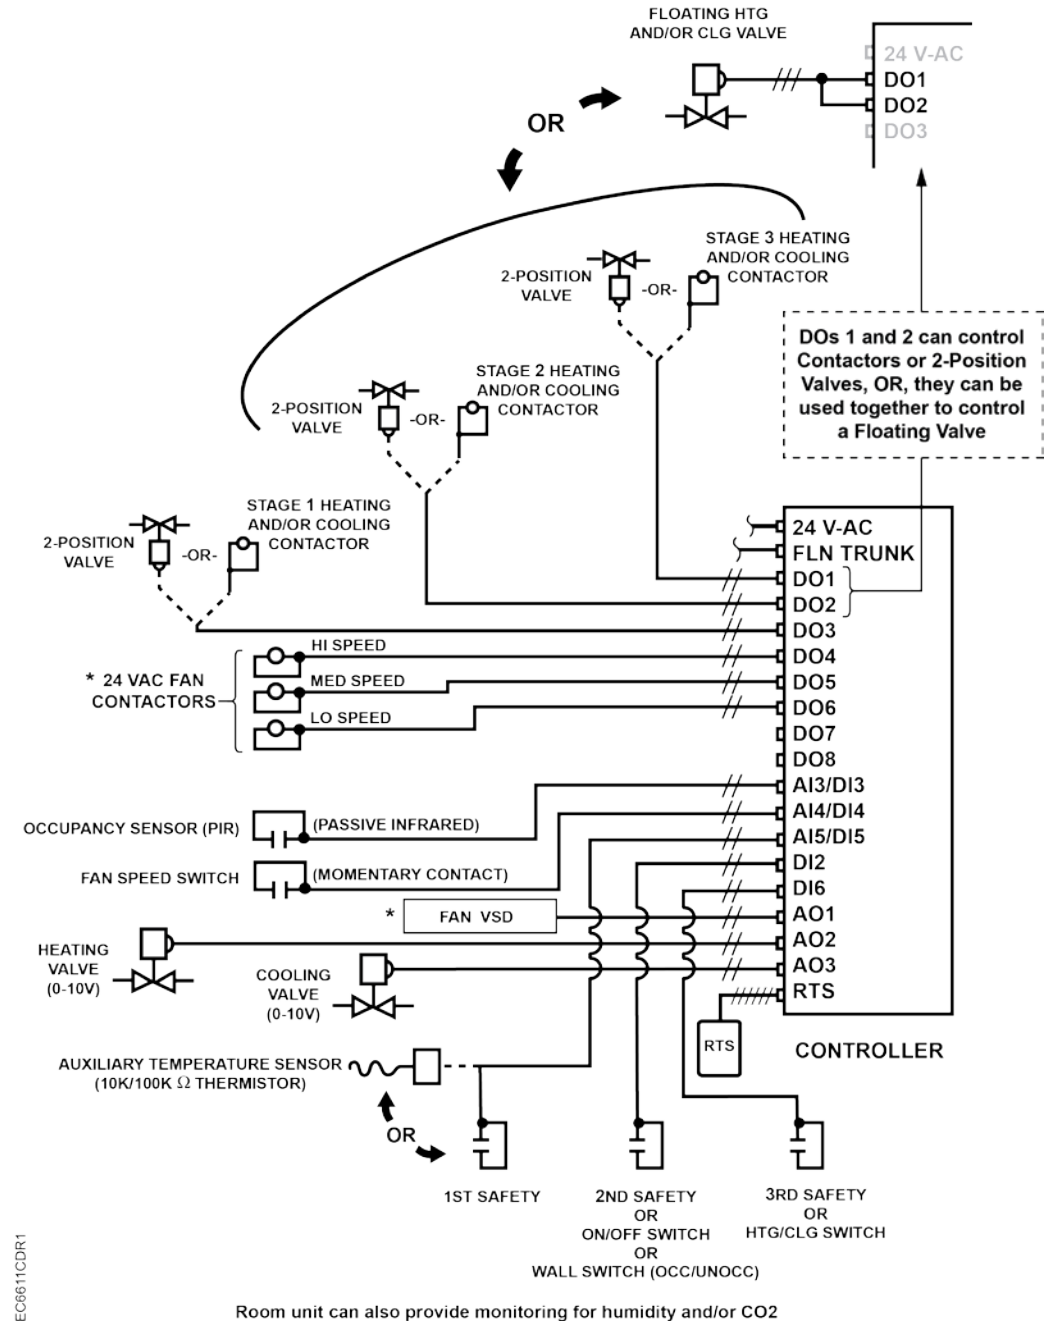 FLOATING HTG
AND/OR CLG VALVE
24 V-AC
DO1
DO2
DO3
OR
STAGE 3 HEATING
AND/OR COOLING
CONTACTOR
2-POSITION
VALVE
-OR-
DOs 1 and 2 can control
Contactors or 2-Position
Valves, OR, they can be
used together to control
a Floating Valve
STAGE 2 HEATING
AND/OR COOLING
CONTACTOR
2-POSITION
VALVE
-OR-
STAGE 1 HEATING
AND/OR COOLING
CONTACTOR
2-POSITION
VALVE
-OR-
24 V-AC
FLN TRUNK
DO1
DO2
DO3
DO4
DO5
DO6
DO7
DO8
AI3/DI3
AI4/DI4
AI5/DI5
DI2
DI6
AO1
AO2
AO3
RTS
HI SPEED
MED SPEED
LO SPEED
* 24 VAC FAN
CONTACTORS
OCCUPANCY SENSOR (PIR)
(PASSIVE INFRARED)
FAN SPEED SWITCH
(MOMENTARY CONTACT)
* FAN VSD
HEATING
VALVE
(0-10V)
COOLING
VALVE
(0-10V)
RTS
CONTROLLER
AUXILIARY TEMPERATURE SENSOR
(10K/100K Ω THERMISTOR)
OR
1ST SAFETY
2ND SAFETY
OR
ON/OFF SWITCH
OR
WALL SWITCH (OCC/UNOCC)
3RD SAFETY
OR
HTG/CLG SWITCH
EC6611CDR1
Room unit can also provide monitoring for humidity and/or CO2